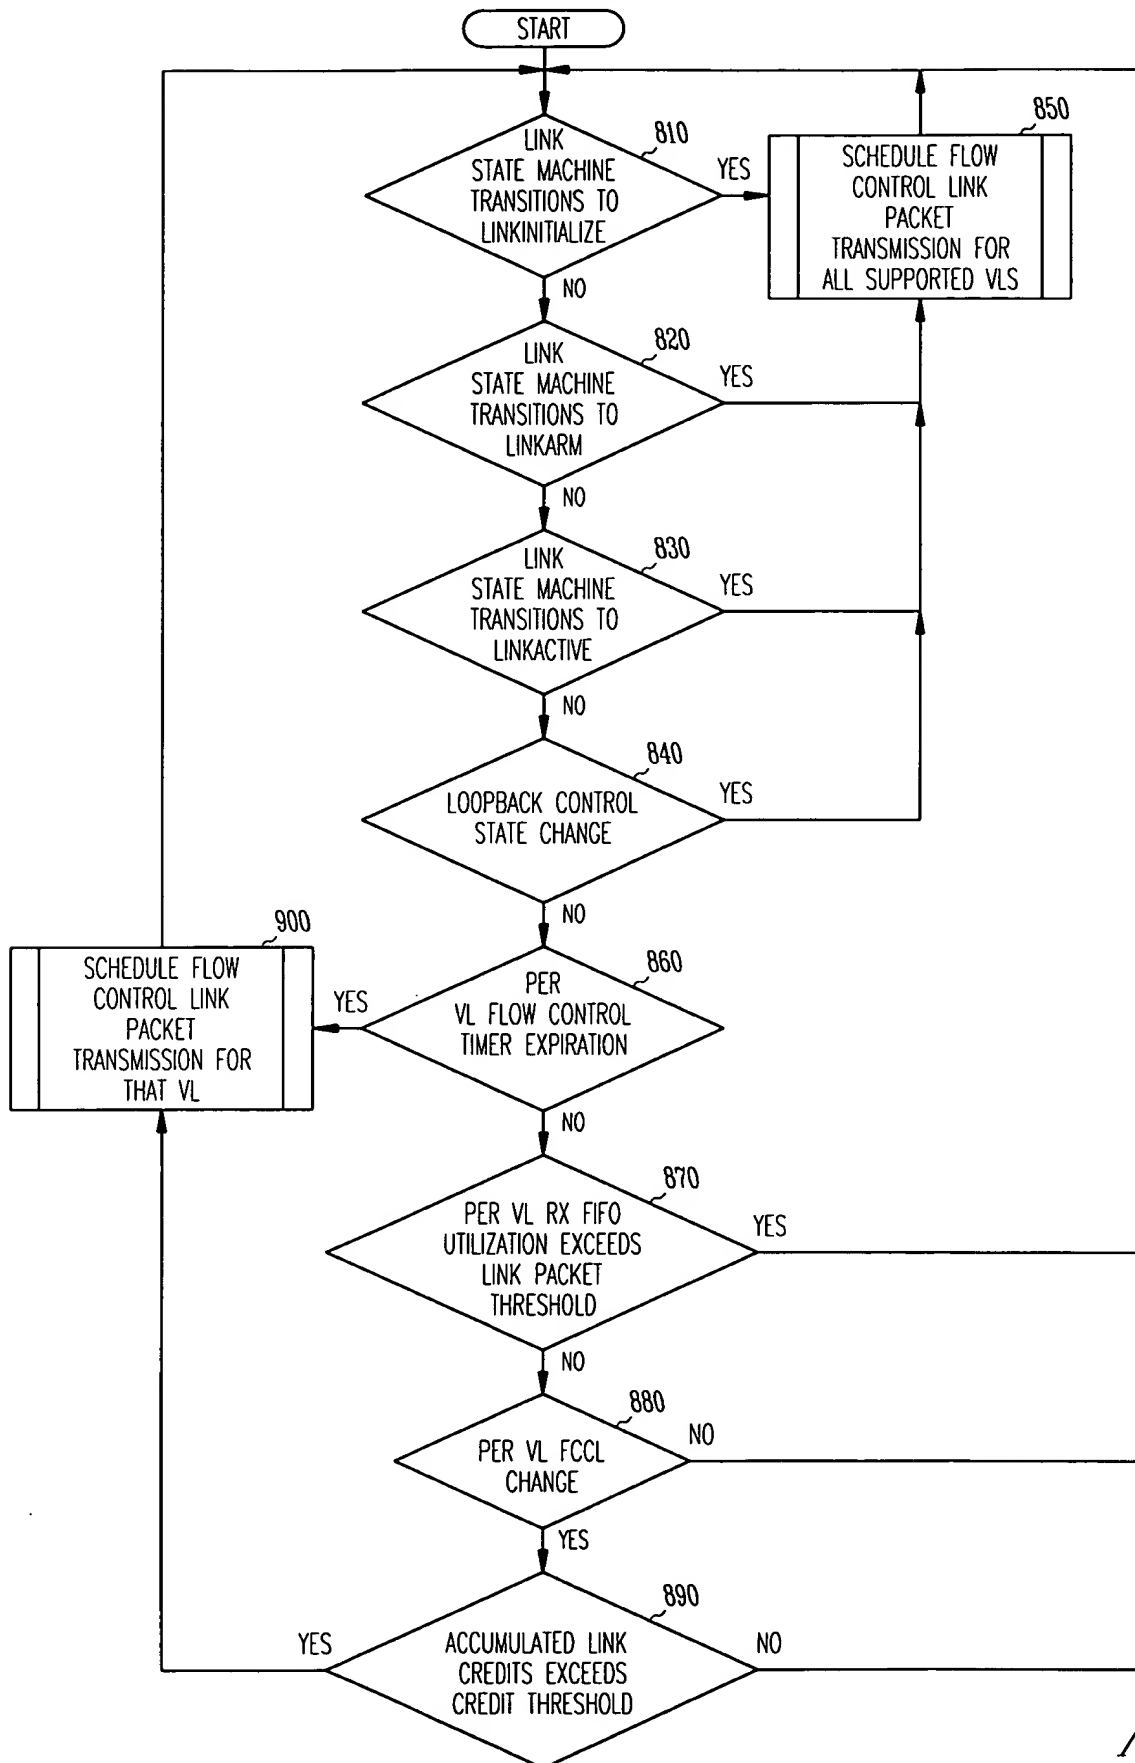 START
810
LINK
STATE MACHINE
TRANSITIONS TO
LINKINITIALIZE
YES
NO
850
SCHEDULE FLOW
CONTROL LINK
PACKET
TRANSMISSION FOR
ALL SUPPORTED VLS
820
LINK
STATE MACHINE
TRANSITIONS TO
LINKARM
YES
NO
830
LINK
STATE MACHINE
TRANSITIONS TO
LINKACTIVE
YES
NO
840
LOOPBACK CONTROL
STATE CHANGE
YES
NO
900
SCHEDULE FLOW
CONTROL LINK
PACKET
TRANSMISSION FOR
THAT VL
YES
860
PER
VL FLOW CONTROL
TIMER EXPIRATION
NO
870
PER VL RX FIFO
UTILIZATION EXCEEDS
LINK PACKET
THRESHOLD
YES
NO
880
PER VL FCCL
CHANGE
NO
YES
890
ACCUMULATED LINK
CREDITS EXCEEDS
CREDIT THRESHOLD
YES
NO